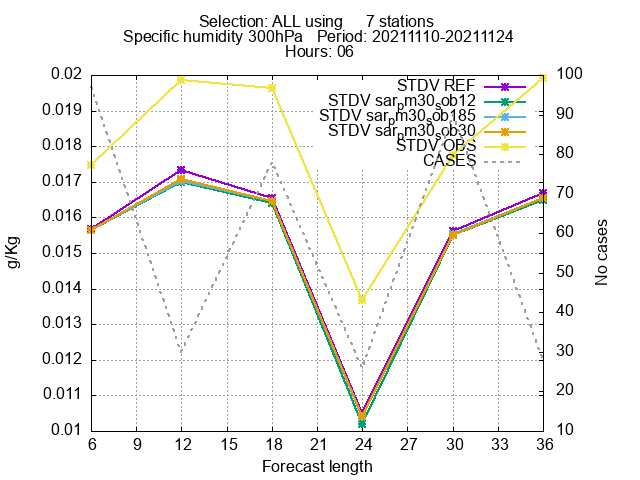 Selection: ALL using 7 stations
Specific humidity 300hPa Period: 20211110-20211124
Hours: 06
0.02
0.019
0.018
0.017
0.016
0.015
0.014
0.013
0.012
0.011
0.01
g/Kg
STDV REF
STDV sarpm30sob12
STDV sarpm30sob185
STDV sarpm30sob30
STDV OBS
CASES
100
90
80
70
60
50
40
30
20
10
No cases
6 9 12 15 18 21 24 27 30 33 36
Forecast length